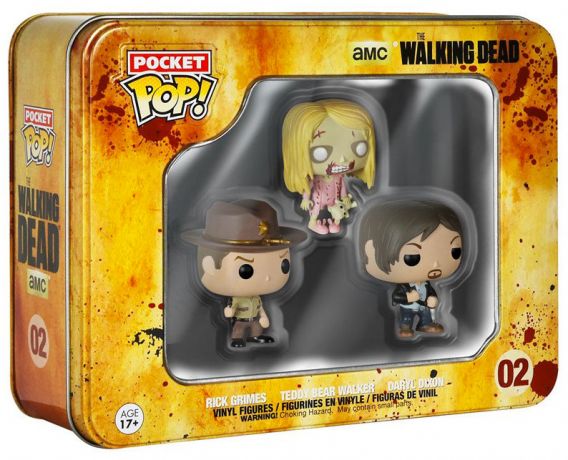 POCKET
POP!
THE
WALKING
DEAD
amc
02
POCKET
POP!
amc THE WALKING DEAD
RICK GRIMES TEDDY BEAR WALKER DARYL DIXON
VINYL FIGURES / FIGURINES EN VINYLE / FIGURAS DE VINIL
WARNING! Choking Hazard. May contain small parts.
AGE
17+
02